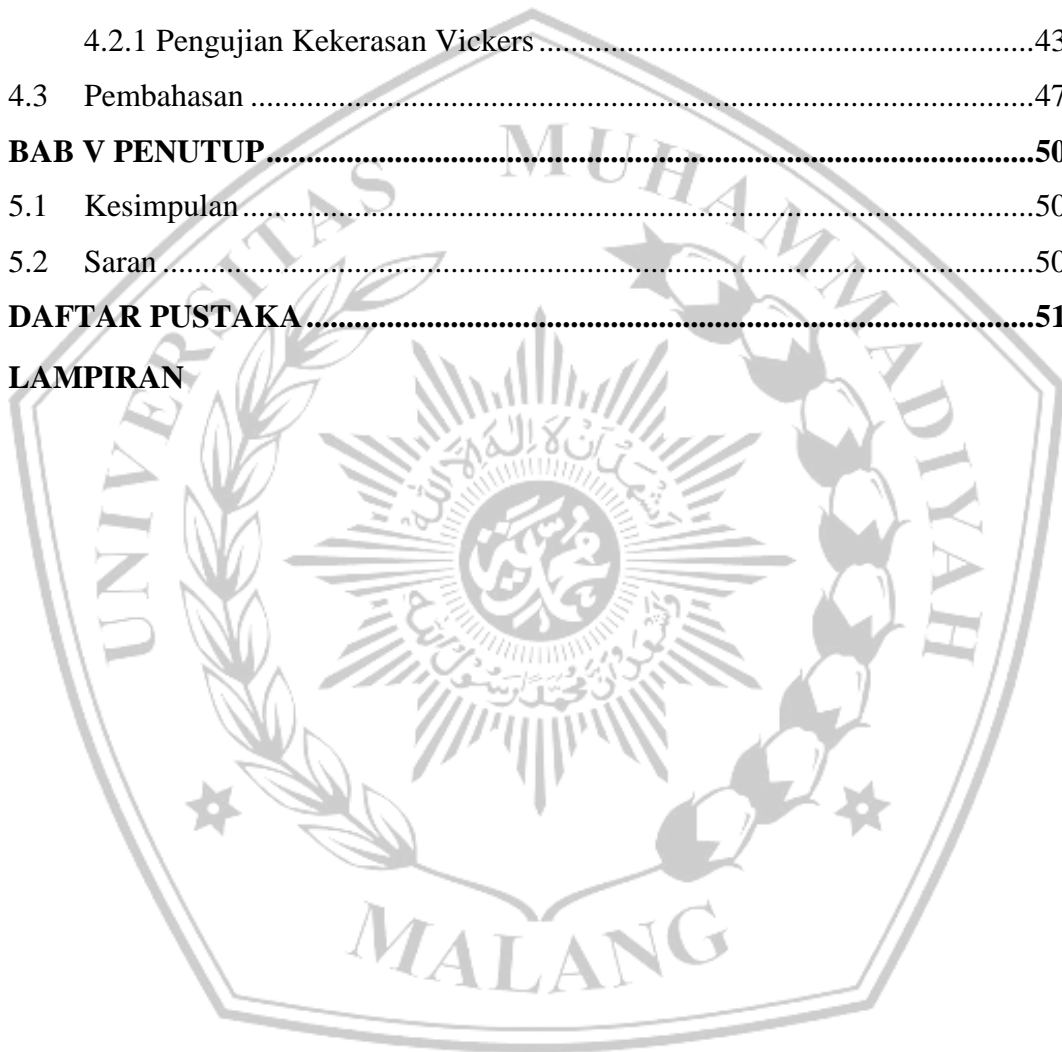 4.2.1 Pengujian Kekerasan Vickers ........................................................................43
4.3 Pembahasan ........................................................................47
BAB V PENUTUP ........................................................................50
5.1 Kesimpulan ........................................................................50
5.2 Saran ........................................................................50
DAFTAR PUSTAKA ........................................................................51
LAMPIRAN
UNIVERSITAS MUHAMMADIYAH
MALANG